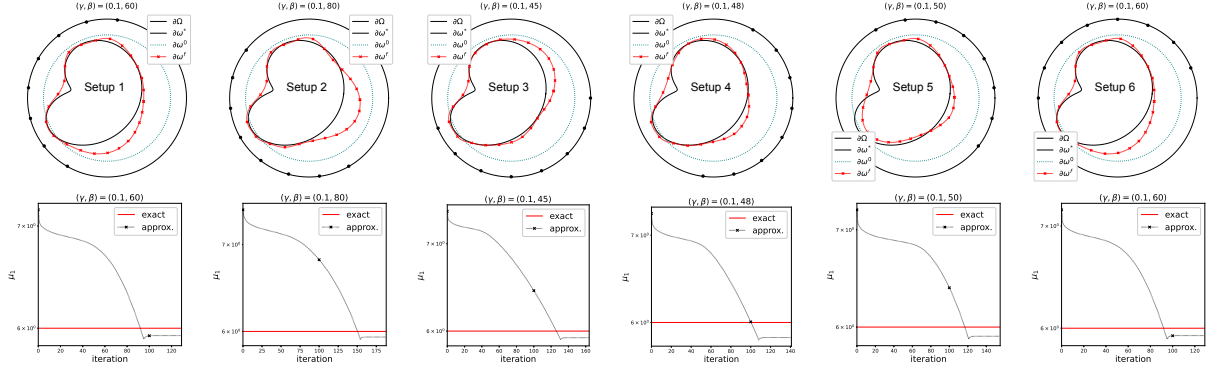 (γ, β) = (0.1, 60)
∂Ω
∂ω*
∂ω⁰
∂ωᶠ
Setup 1
(γ, β) = (0.1, 80)
∂Ω
∂ω*
∂ω⁰
∂ωᶠ
Setup 2
(γ, β) = (0.1, 45)
∂Ω
∂ω*
∂ω⁰
∂ωᶠ
Setup 3
(γ, β) = (0.1, 48)
∂Ω
∂ω*
∂ω⁰
∂ωᶠ
Setup 4
(γ, β) = (0.1, 50)
Setup 5
∂Ω
∂ω*
∂ω⁰
∂ωᶠ
(γ, β) = (0.1, 60)
Setup 6
∂Ω
∂ω*
∂ω⁰
∂ωᶠ
(γ, β) = (0.1, 60)
exact
approx.
7 × 10⁰
6 × 10⁰
μ₁
0 20 40 60 80 100 120
iteration
(γ, β) = (0.1, 80)
exact
approx.
7 × 10⁰
6 × 10⁰
μ₁
0 25 50 75 100 125 150 175
iteration
(γ, β) = (0.1, 45)
exact
approx.
7 × 10⁰
6 × 10⁰
μ₁
0 20 40 60 80 100 120 140 160
iteration
(γ, β) = (0.1, 48)
exact
approx.
7 × 10⁰
6 × 10⁰
μ₁
0 20 40 60 80 100 120 140
iteration
(γ, β) = (0.1, 50)
exact
approx.
7 × 10⁰
6 × 10⁰
μ₁
0 20 40 60 80 100 120 140
iteration
(γ, β) = (0.1, 60)
exact
approx.
7 × 10⁰
6 × 10⁰
μ₁
0 20 40 60 80 100 120
iteration